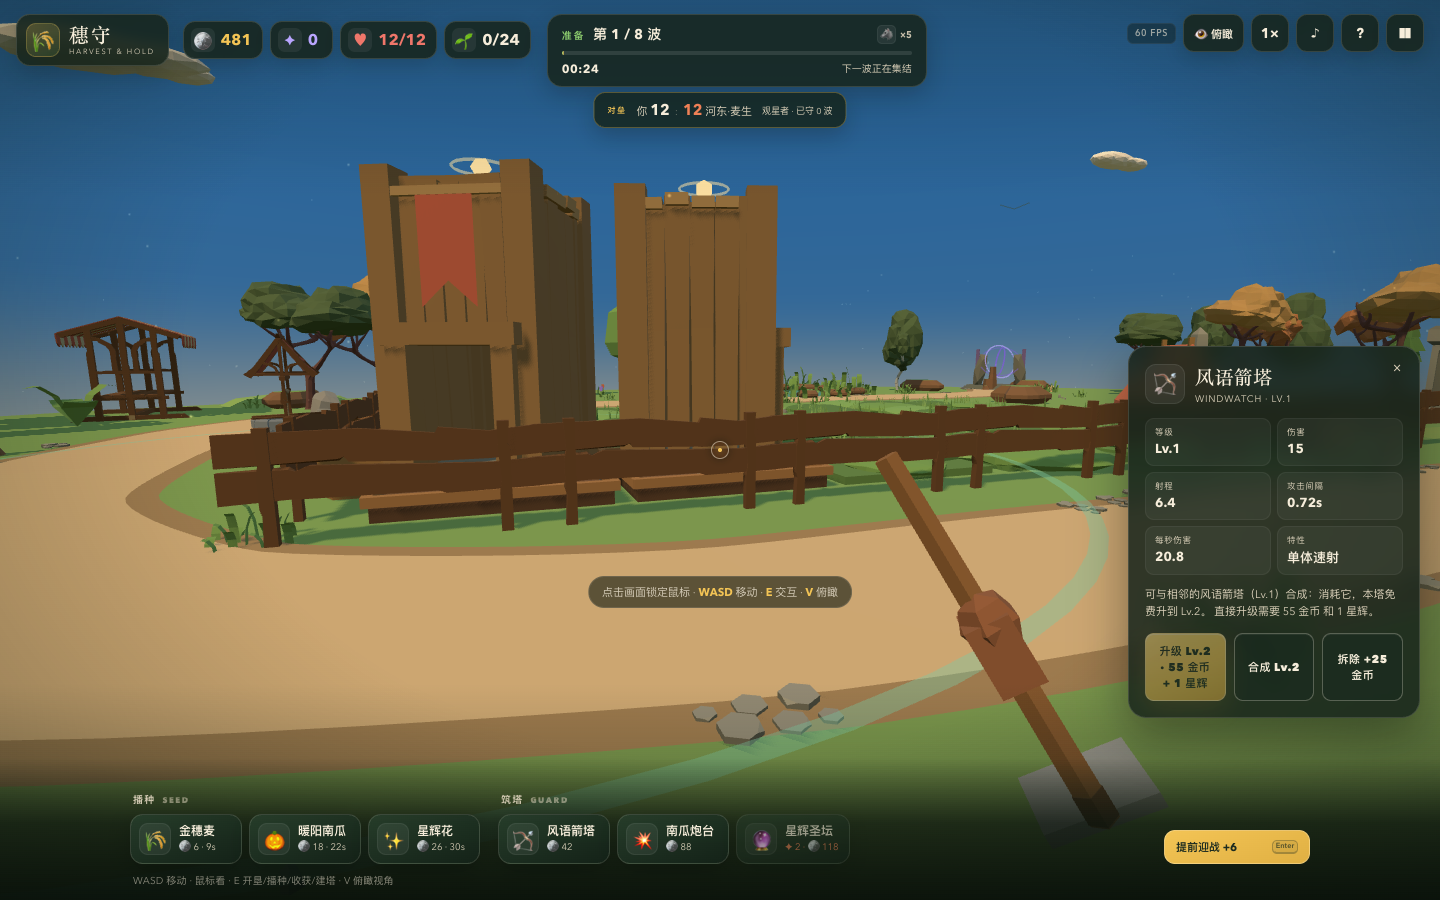 穗守
HARVEST & HOLD
481
0
12/12
0/24
准备 第 1 / 8 波
×5
00:24 下一波正在集结
对垒 你 12 : 12 河东·麦生 观星者 · 已守 0 波
60 FPS
俯瞰
1×
♪
?
风语箭塔
×
WINDWATCH · LV.1
等级
Lv.1
伤害
15
射程
6.4
攻击间隔
0.72s
每秒伤害
20.8
特性
单体速射
可与相邻的风语箭塔（Lv.1）合成：消耗它，本塔免
费升到 Lv.2。 直接升级需要 55 金币 和 1 星辉。
升级 Lv.2
· 55 金币
+ 1 星辉
合成 Lv.2
拆除 +25
金币
点击画面锁定鼠标 · WASD 移动 · E 交互 · V 俯瞰
播种 SEED
金穗麦
6 · 9s
暖阳南瓜
18 · 22s
星辉花
26 · 30s
筑塔 GUARD
风语箭塔
42
南瓜炮台
88
星辉圣坛
2 · 118
提前迎战 +6 Enter
WASD 移动 · 鼠标看 · E 开垦/播种/收获/建塔 · V 俯瞰视角